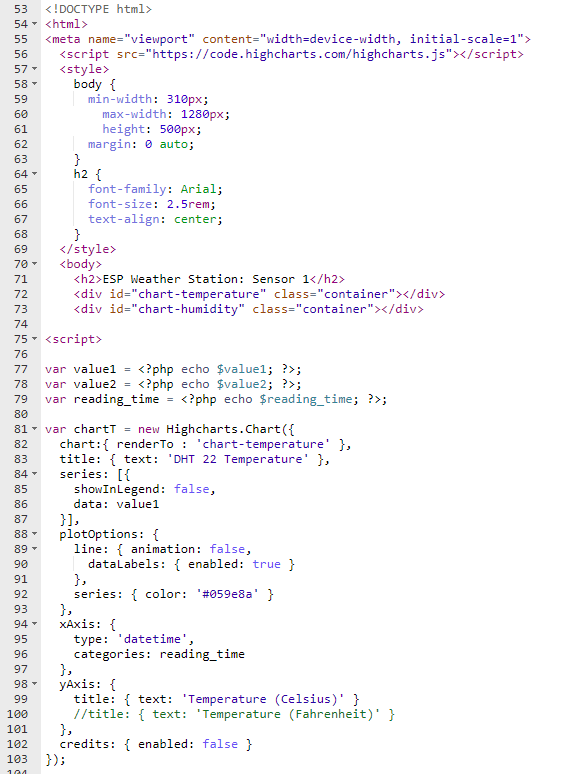 53 <!DOCTYPE html>
54 <html>
55 <meta name="viewport" content="width=device-width, initial-scale=1">
56   <script src="https://code.highcharts.com/highcharts.js"></script>
57   <style>
58     body {
59       min-width: 310px;
60         max-width: 1280px;
61         height: 500px;
62       margin: 0 auto;
63     }
64     h2 {
65       font-family: Arial;
66       font-size: 2.5rem;
67       text-align: center;
68     }
69   </style>
70   <body>
71     <h2>ESP Weather Station: Sensor 1</h2>
72     <div id="chart-temperature" class="container"></div>
73     <div id="chart-humidity" class="container"></div>
74
75 <script>
76
77 var value1 = <?php echo $value1; ?>;
78 var value2 = <?php echo $value2; ?>;
79 var reading_time = <?php echo $reading_time; ?>;
80
81 var chartT = new Highcharts.Chart({
82   chart:{ renderTo : 'chart-temperature' },
83   title: { text: 'DHT 22 Temperature' },
84   series: [{
85     showInLegend: false,
86     data: value1
87   }],
88   plotOptions: {
89     line: { animation: false,
90       dataLabels: { enabled: true }
91     },
92     series: { color: '#059e8a' }
93   },
94   xAxis: {
95     type: 'datetime',
96     categories: reading_time
97   },
98   yAxis: {
99     title: { text: 'Temperature (Celsius)' }
100     //title: { text: 'Temperature (Fahrenheit)' }
101   },
102   credits: { enabled: false }
103 });